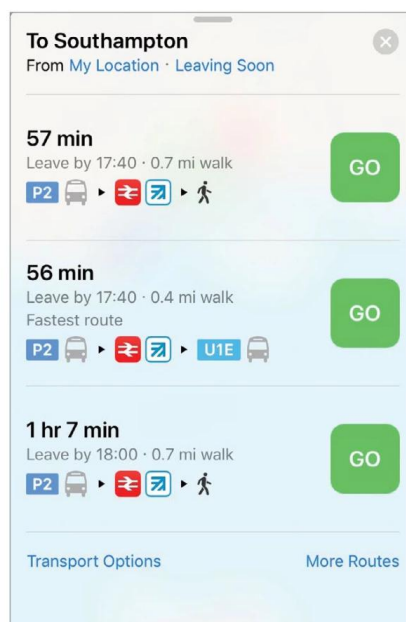 To Southampton
From My Location · Leaving Soon
57 min
Leave by 17:40 · 0.7 mi walk
P2
GO
56 min
Leave by 17:40 · 0.4 mi walk
Fastest route
P2 U1E
GO
1 hr 7 min
Leave by 18:00 · 0.7 mi walk
P2
GO
Transport Options More Routes